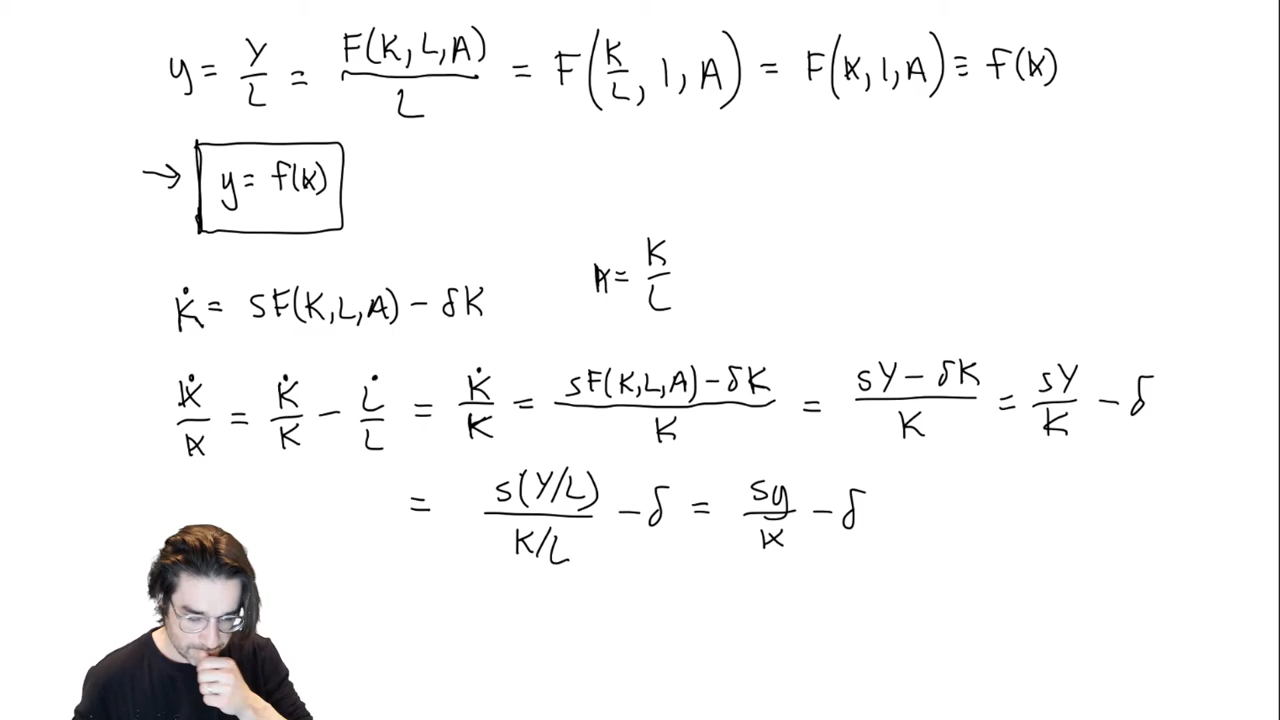 y = Y/L = F(K,L,A)/L = F(K/L, 1, A) = F(k,1,A) ≡ f(k)
→ y = f(k)
k = K/L
K̇ = sF(K,L,A) − δK
k̇/k = K̇/K − L̇/L = K̇/K = (sF(K,L,A) − δK)/K = (sY − δK)/K = sY/K − δ
= s(Y/L)/(K/L) − δ = sy/k − δ